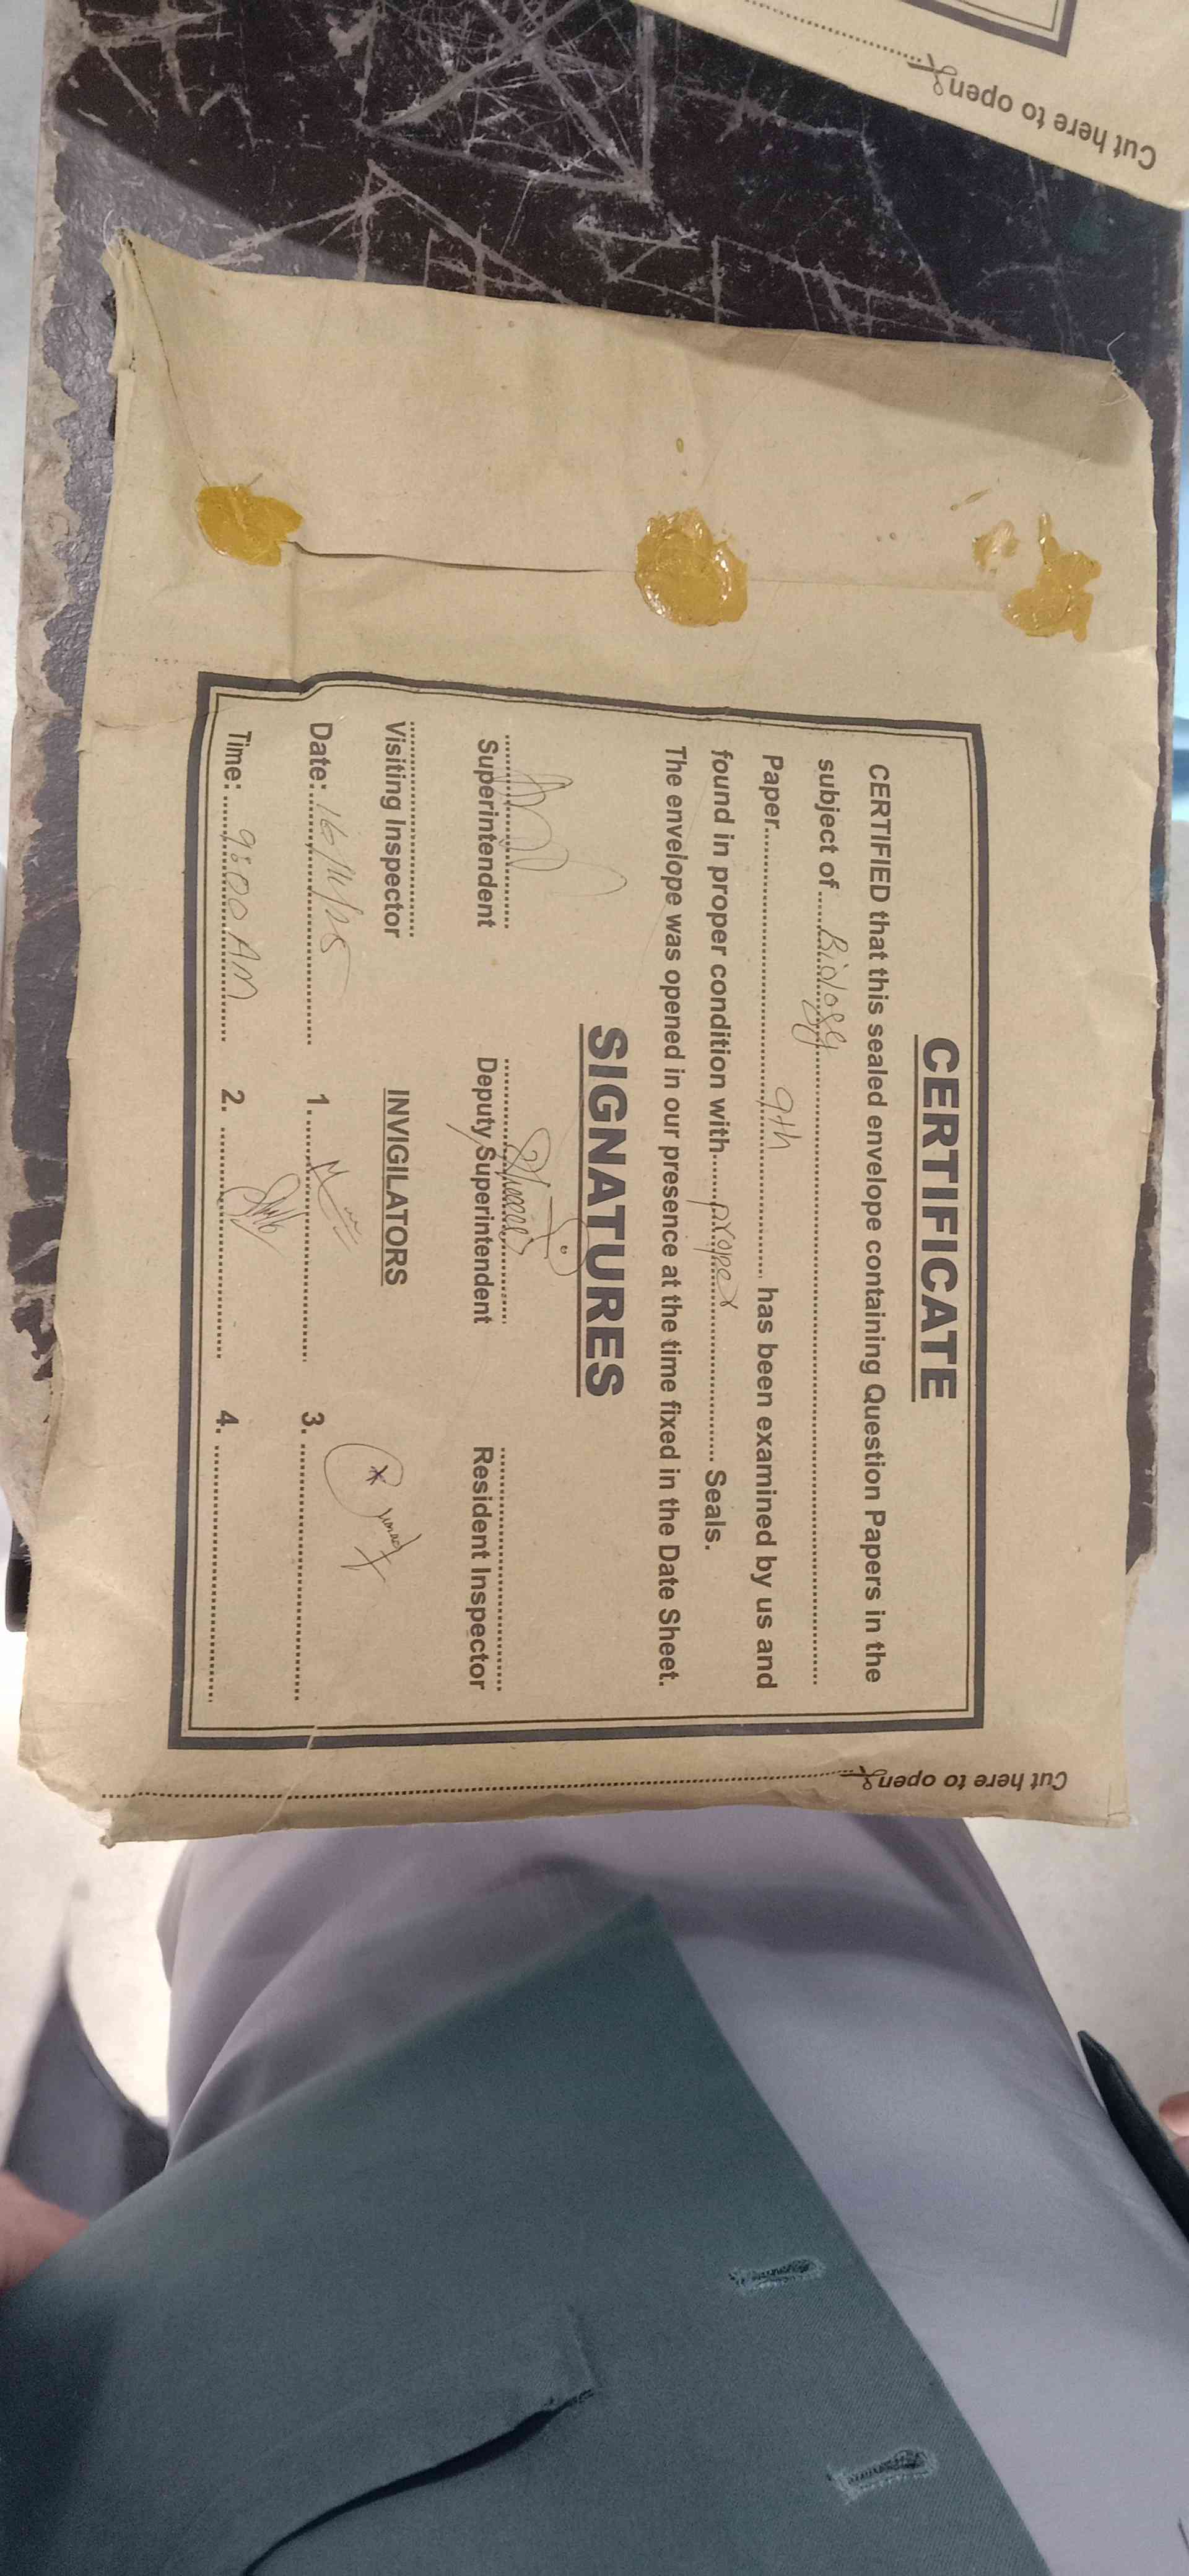 Cut here to open
CERTIFICATE
CERTIFIED that this sealed envelope containing Question Papers in the
subject of......Biology..........
Paper..........9th.......... has been examined by us and
found in proper condition with.......proper.......... Seals.
The envelope was opened in our presence at the time fixed in the Date Sheet.
SIGNATURES
Superintendent Deputy Superintendent Resident Inspector
Visiting Inspector INVIGILATORS
Date: 1. 3.
Time: 9:00 AM 2. 4.
Cut here to open